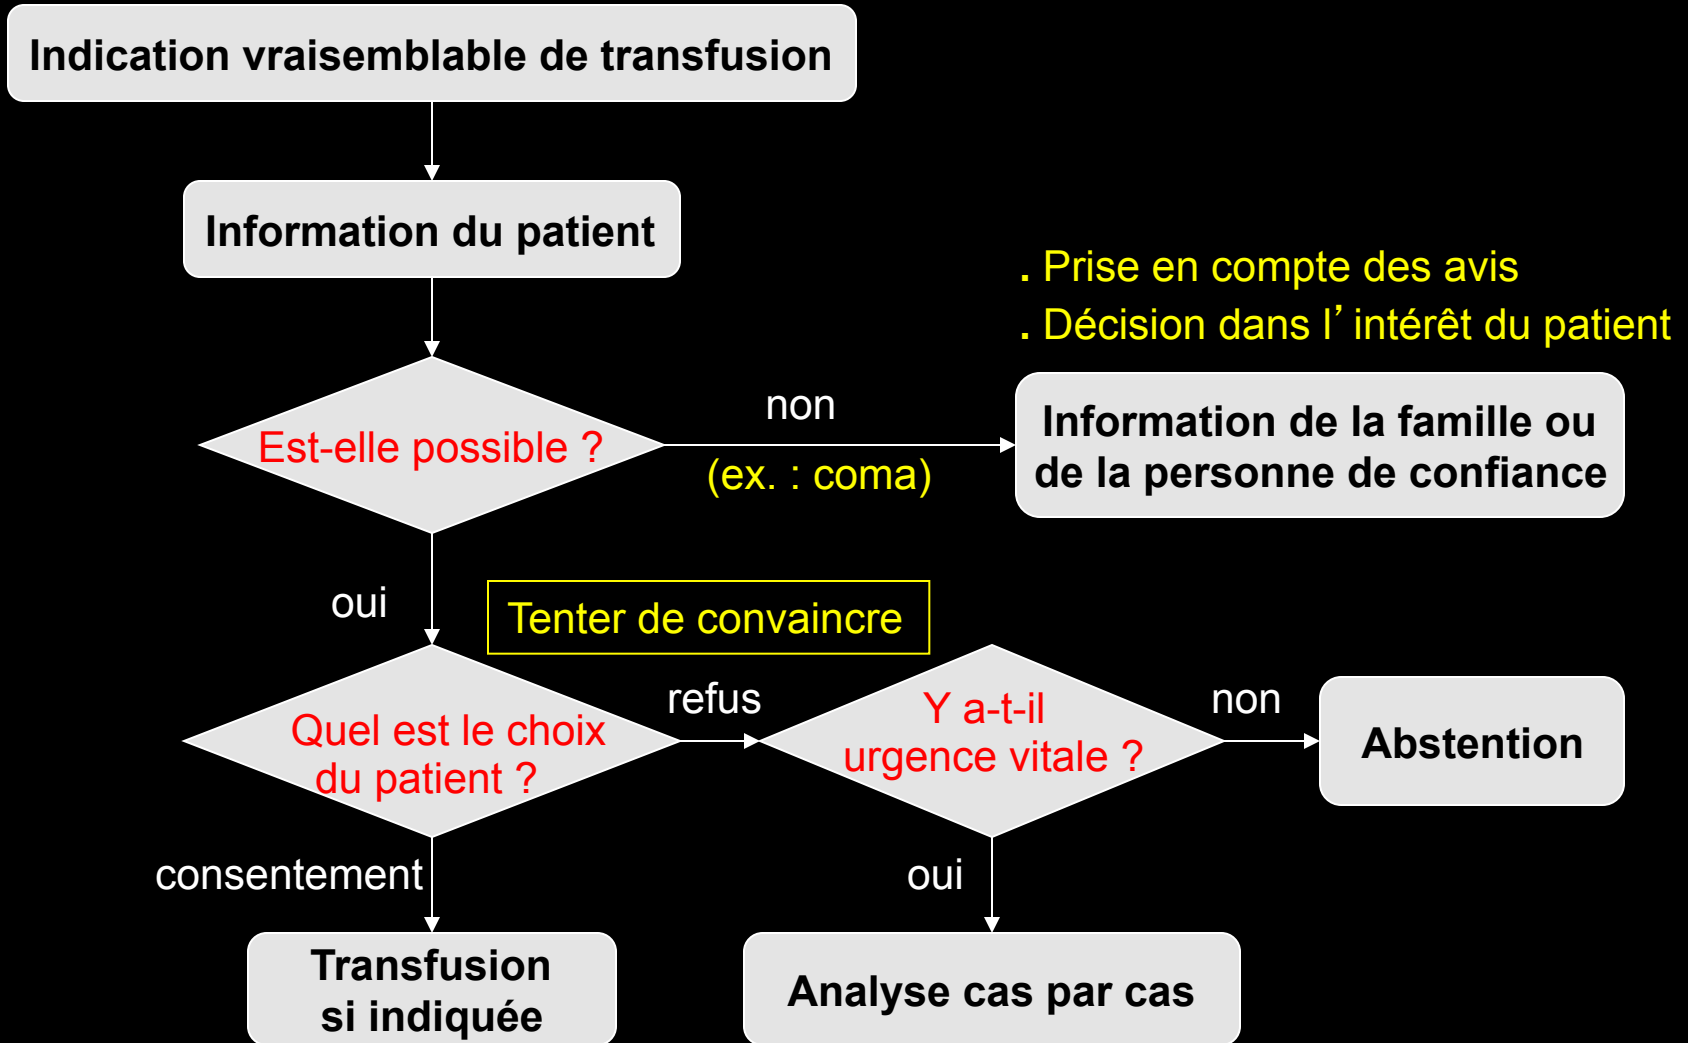 Indication vraisemblable de transfusion
Information du patient
. Prise en compte des avis
. Décision dans l’ intérêt du patient
Est-elle possible ?
non
(ex. : coma)
Information de la famille ou
de la personne de confiance
oui
Tenter de convaincre
Quel est le choix
du patient ?
refus
Y a-t-il
urgence vitale ?
non
Abstention
consentement
oui
Transfusion
si indiquée
Analyse cas par cas